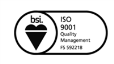 bsi.
ISO
9001
Quality
Management
FS 592218